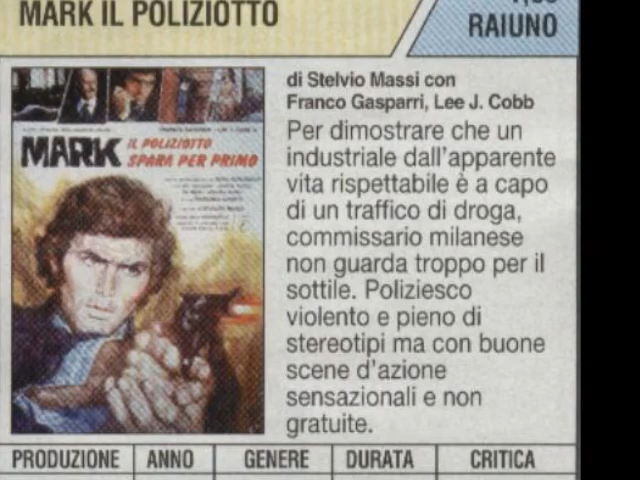 MARK IL POLIZIOTTO
RAIUNO
di Stelvio Massi con
Franco Gasparri, Lee J. Cobb
Per dimostrare che un
industriale dall'apparente
vita rispettabile è a capo
di un traffico di droga,
commissario milanese
non guarda troppo per il
sottile. Poliziesco
violento e pieno di
stereotipi ma con buone
scene d'azione
sensazionali e non
gratuite.
MARK IL POLIZIOTTO
SPARA PER PRIMO
PRODUZIONE ANNO GENERE DURATA CRITICA